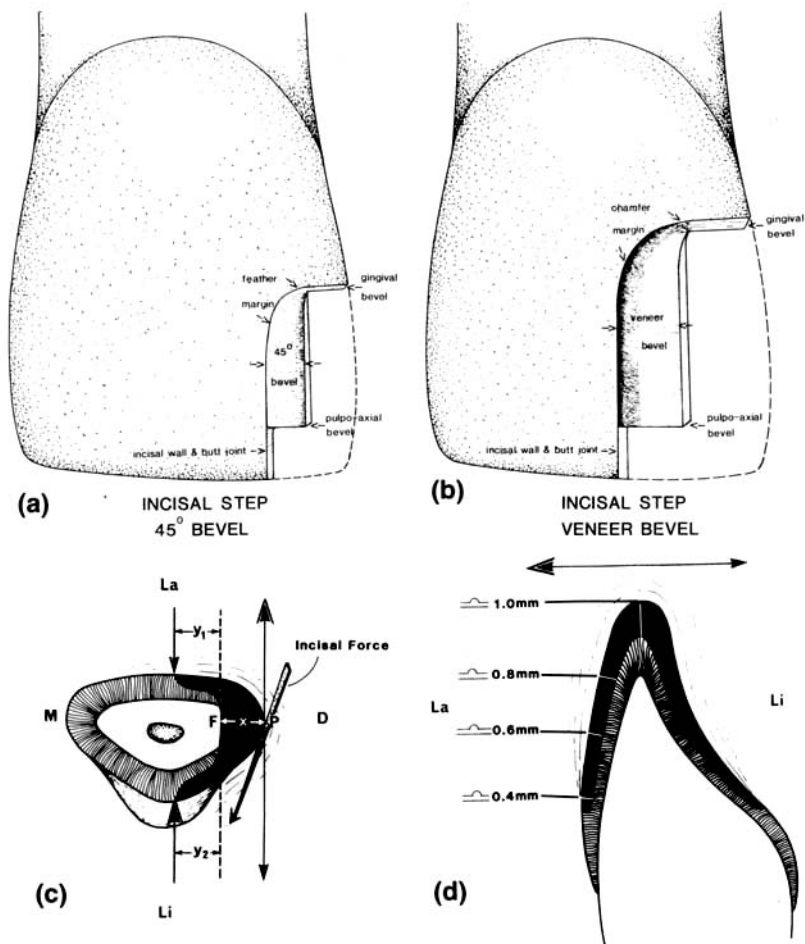 feather
margin
gingival
bevel
45°
bevel
pulpo-axial
bevel
incisal wall & butt joint
(a)
INCISAL STEP
45° BEVEL
chamfer
margin
gingival
bevel
veneer
bevel
pulpo-axial
bevel
incisal wall & butt joint
(b)
INCISAL STEP
VENEER BEVEL
La
y₁
Incisal Force
M
F
x
P
D
y₂
(c)
Li
≏ 1.0mm
≏ 0.8mm
La
Li
≏ 0.6mm
≏ 0.4mm
(d)